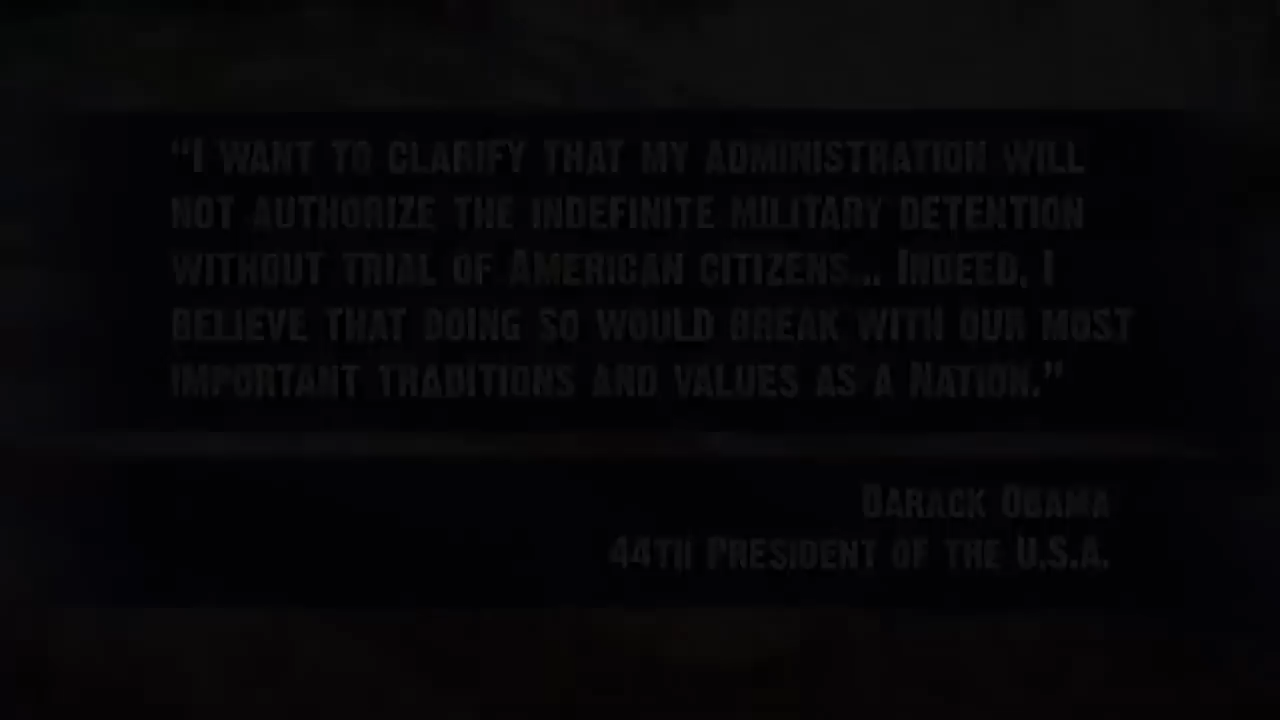 “I WANT TO CLARIFY THAT MY ADMINISTRATION WILL
NOT AUTHORIZE THE INDEFINITE MILITARY DETENTION
WITHOUT TRIAL OF AMERICAN CITIZENS... INDEED, I
BELIEVE THAT DOING SO WOULD BREAK WITH OUR MOST
IMPORTANT TRADITIONS AND VALUES AS A NATION.”
BARACK OBAMA
44TH PRESIDENT OF THE U.S.A.